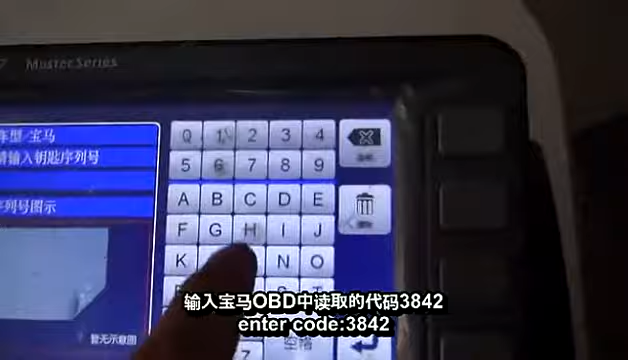 Master Series
车型/宝马
请输入钥匙序列号
序列号图示
0 1 2 3 4
5 6 7 8 9
A B C D E
F G H I J
K N O
暂无示意图
空格
输入宝马OBD中读取的代码3842
enter code:3842